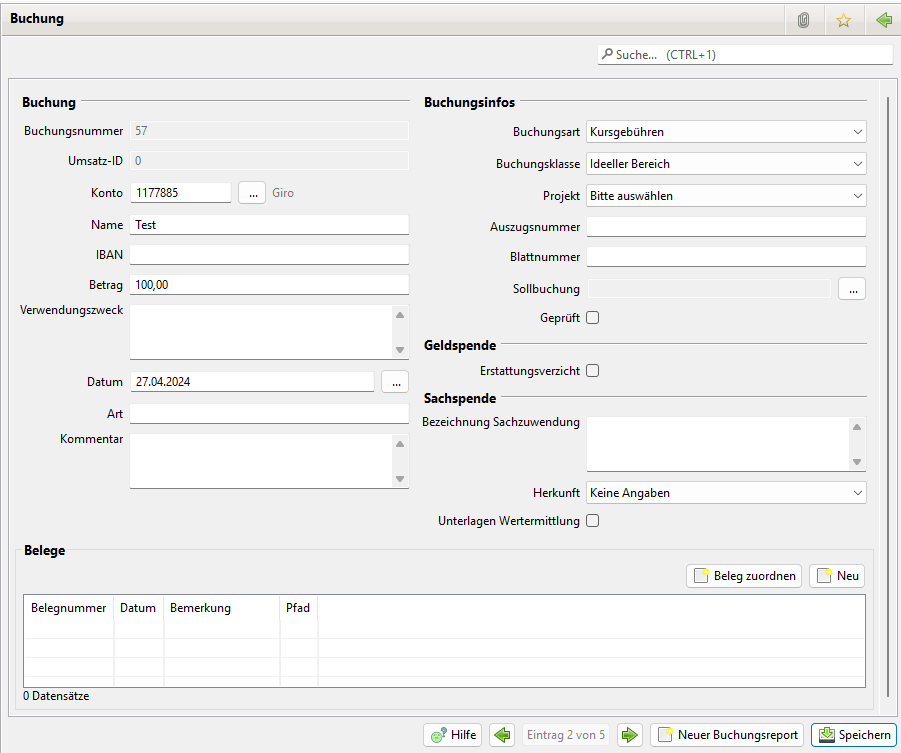 Buchung
Suche... (CTRL+1)
Buchung
Buchungsnummer 57
Umsatz-ID 0
Konto 1177885 ... Giro
Name Test
IBAN
Betrag 100,00
Verwendungszweck
Datum 27.04.2024 ...
Art
Kommentar
Buchungsinfos
Buchungsart Kursgebühren
Buchungsklasse Ideeller Bereich
Projekt Bitte auswählen
Auszugsnummer
Blattnummer
Sollbuchung ...
Geprüft
Geldspende
Erstattungsverzicht
Sachspende
Bezeichnung Sachzuwendung
Herkunft Keine Angaben
Unterlagen Wertermittlung
Belege
Beleg zuordnen Neu
Belegnummer Datum Bemerkung Pfad
0 Datensätze
Hilfe Eintrag 2 von 5 Neuer Buchungsreport Speichern